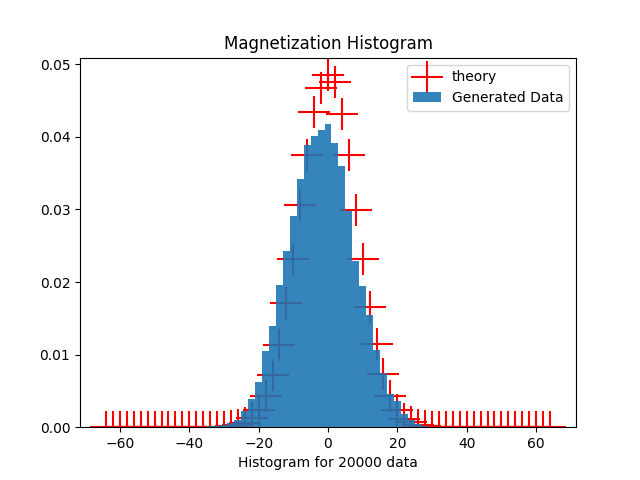 Magnetization Histogram
theory
Generated Data
0.05
0.04
0.03
0.02
0.01
0.00
−60 −40 −20 0 20 40 60
Histogram for 20000 data